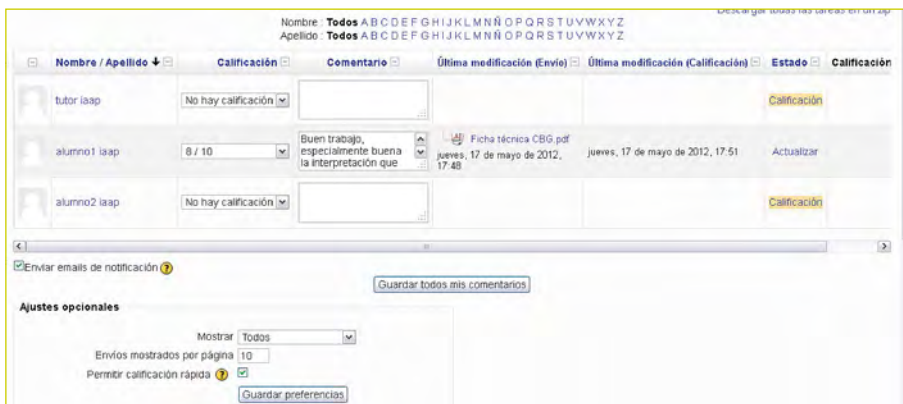 Descargar todas las tareas en un zip
Nombre : Todos A B C D E F G H I J K L M N Ñ O P Q R S T U V W X Y Z
Apellido : Todos A B C D E F G H I J K L M N Ñ O P Q R S T U V W X Y Z
Nombre / Apellido Calificación Comentario Última modificación (Envío) Última modificación (Calificación) Estado Calificación
tutor iaap No hay calificación Calificación
alumno1 iaap 8 / 10 Buen trabajo, especialmente buena la interpretación que Ficha técnica CBG.pdf jueves, 17 de mayo de 2012, 17:48 jueves, 17 de mayo de 2012, 17:51 Actualizar
alumno2 iaap No hay calificación Calificación
Enviar emails de notificación
Guardar todos mis comentarios
Ajustes opcionales
Mostrar Todos
Envíos mostrados por página 10
Permitir calificación rápida
Guardar preferencias